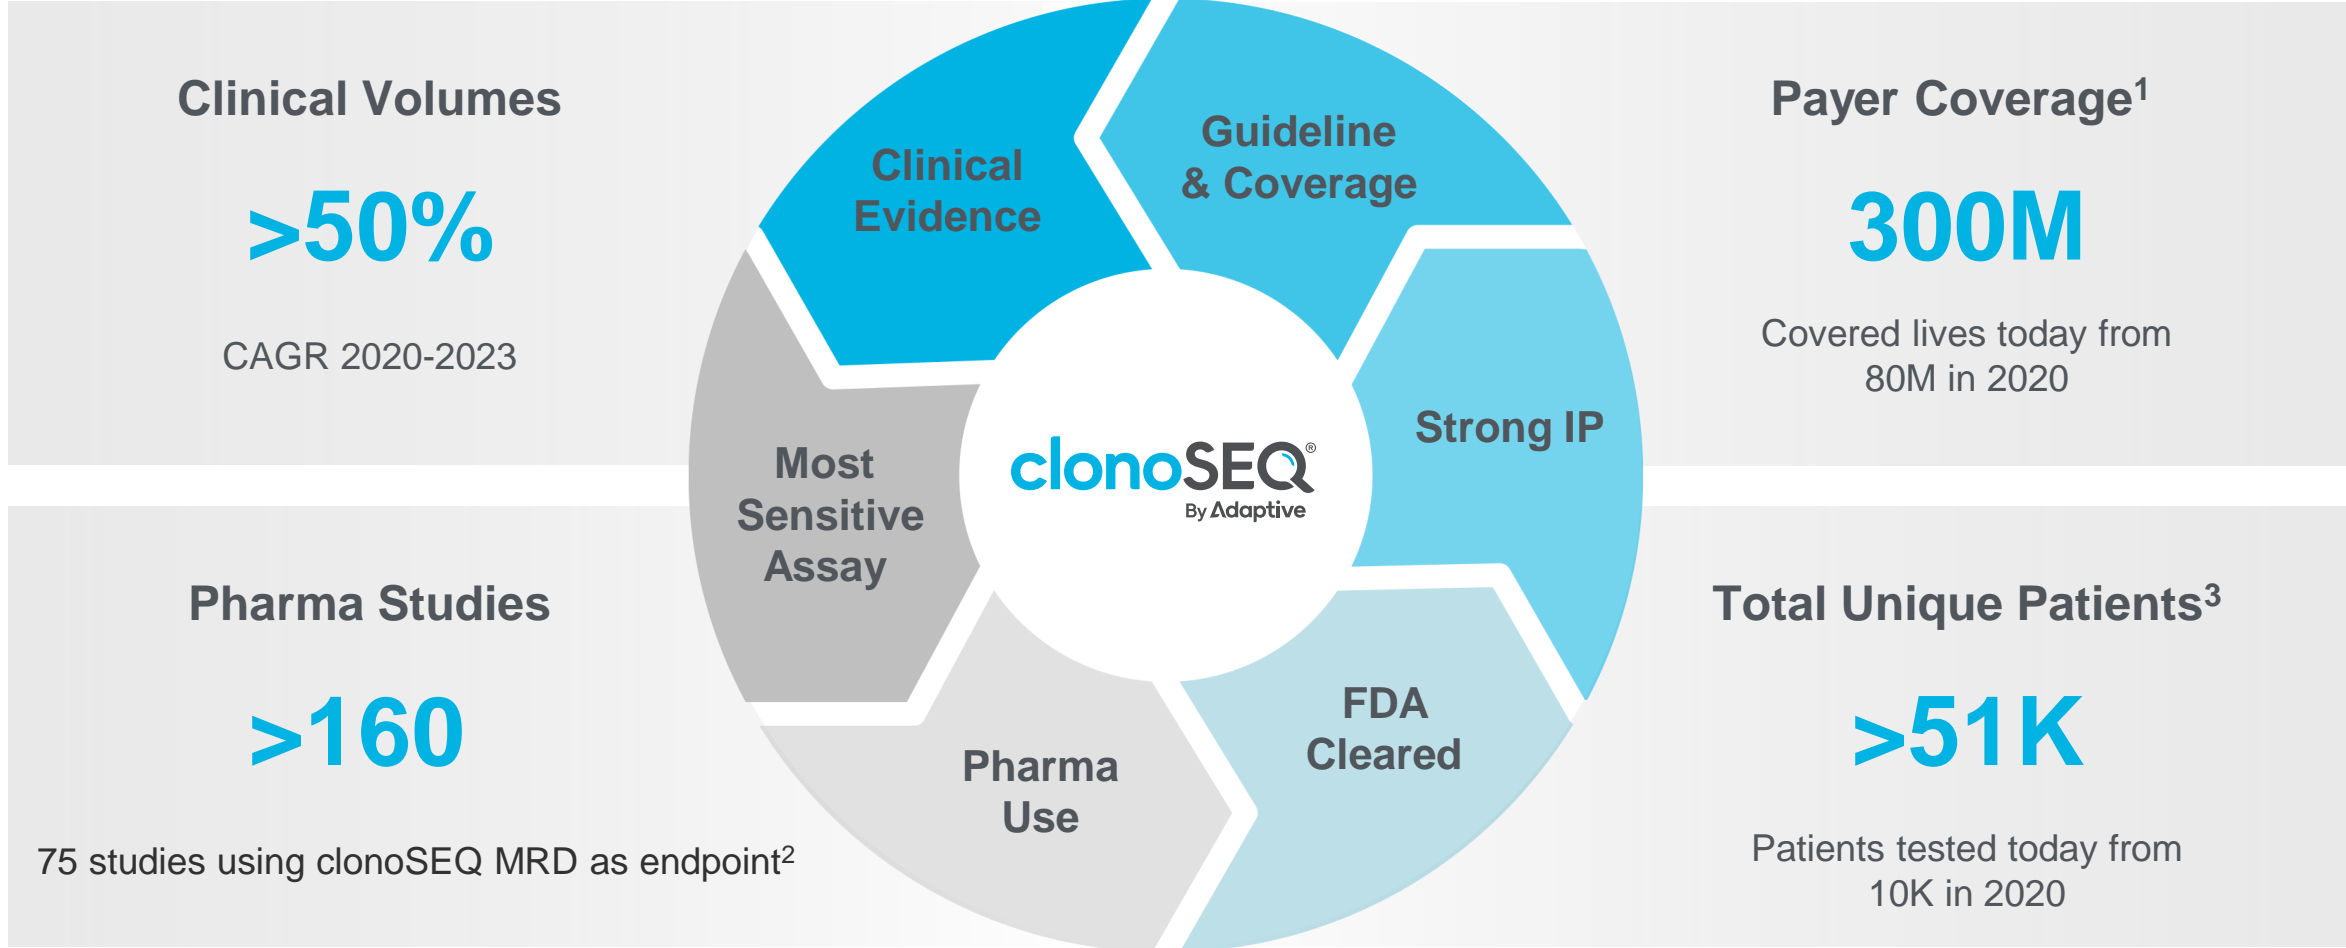 Clinical Volumes
>50%
CAGR 2020-2023
Payer Coverage¹
300M
Covered lives today from
80M in 2020
Clinical
Evidence
Guideline
& Coverage
Strong IP
FDA
Cleared
Pharma
Use
Most
Sensitive
Assay
clonoSEQ®
By Adaptive
Pharma Studies
>160
75 studies using clonoSEQ MRD as endpoint²
Total Unique Patients³
>51K
Patients tested today from
10K in 2020